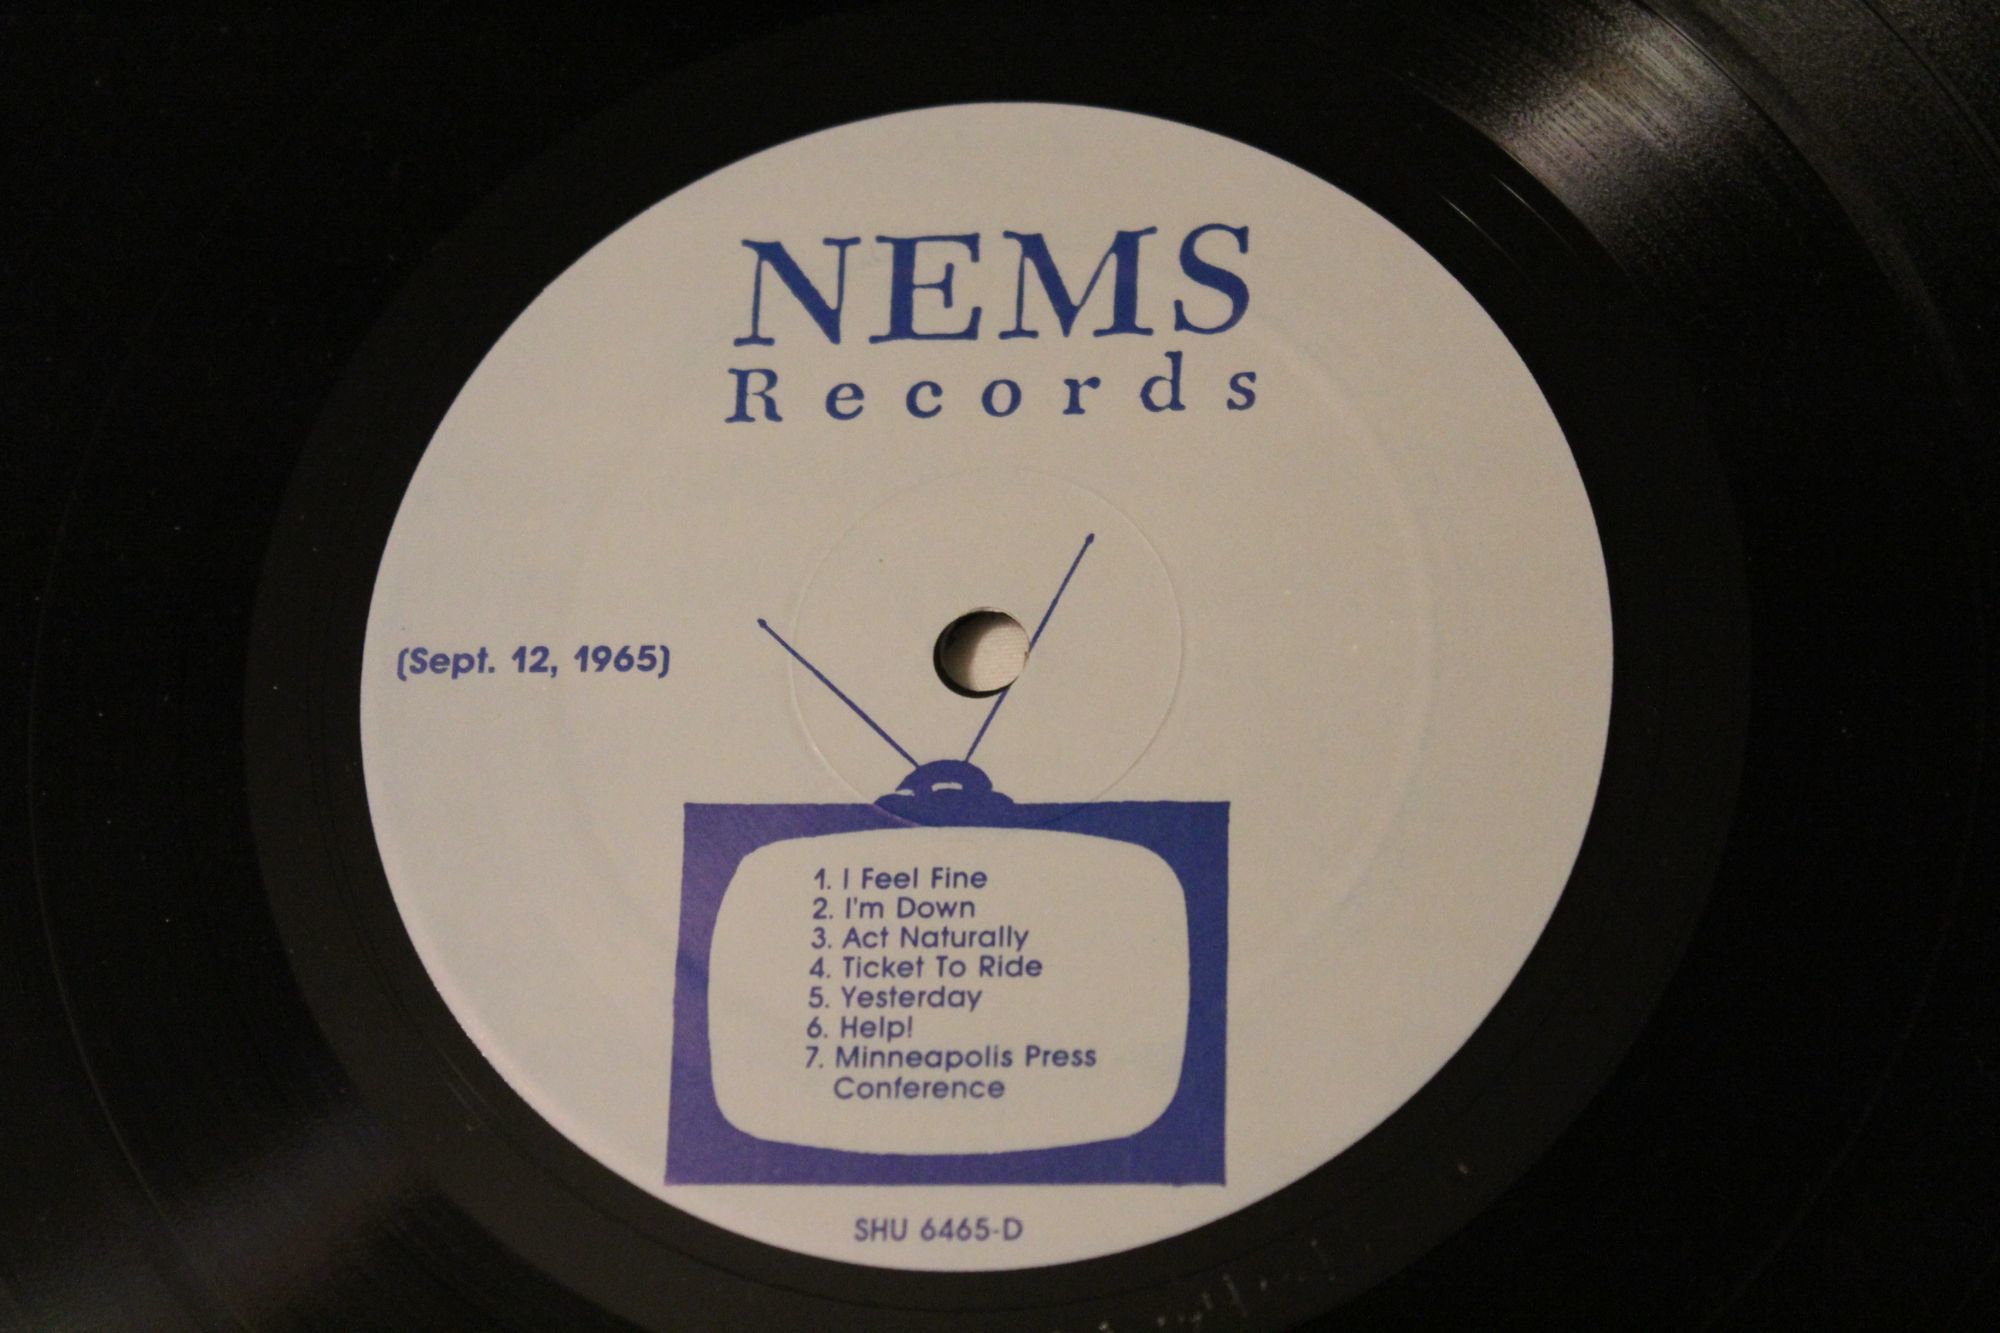 NEMS
Records
(Sept. 12, 1965)
1. I Feel Fine
2. I'm Down
3. Act Naturally
4. Ticket To Ride
5. Yesterday
6. Help!
7. Minneapolis Press
Conference
SHU 6465-D